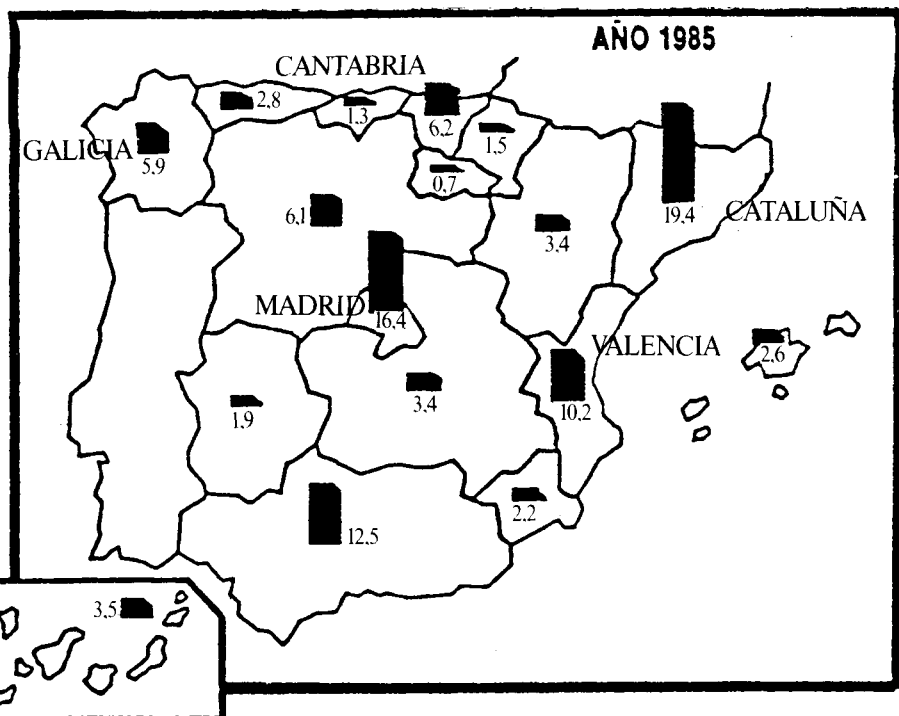 AÑO 1985
CANTABRIA
2,8
1,3
6,2
1,5
GALICIA
5,9
0,7
19,4
CATALUÑA
6,1
3,4
MADRID
16,4
VALENCIA
2,6
3,4
10,2
1,9
2,2
12,5
3,5